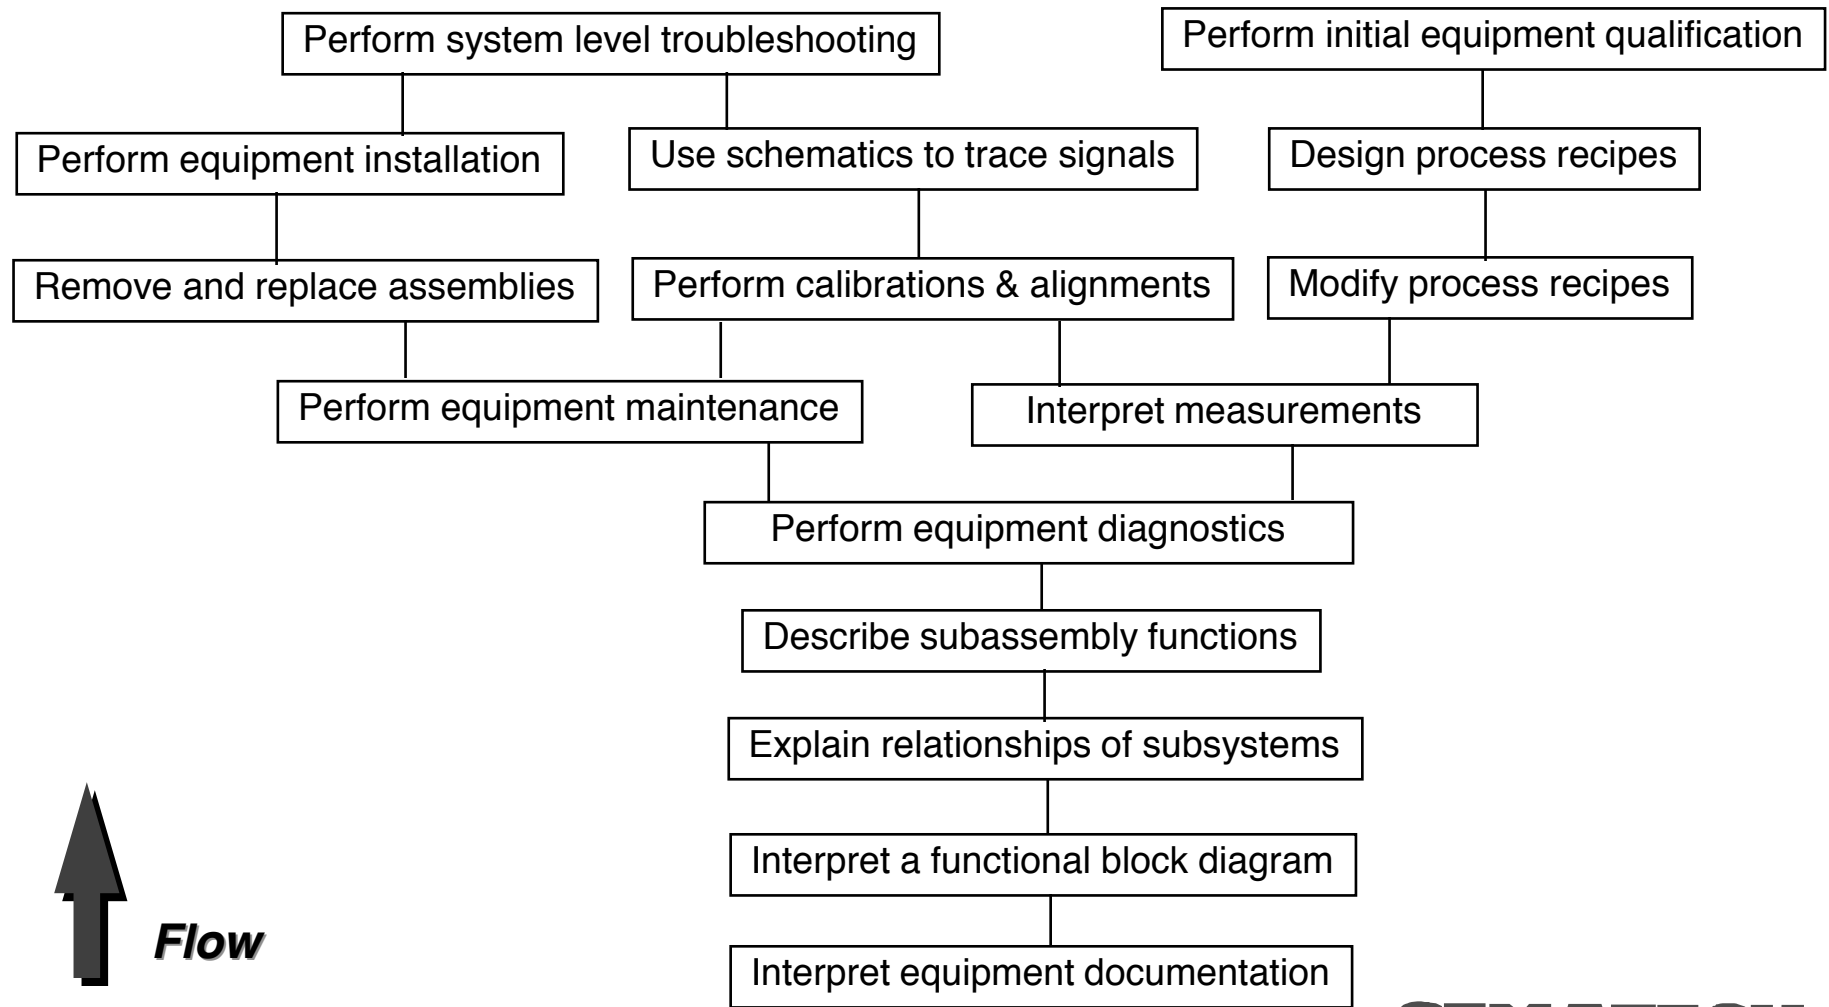 Perform system level troubleshooting
Perform initial equipment qualification
Perform equipment installation
Use schematics to trace signals
Design process recipes
Remove and replace assemblies
Perform calibrations & alignments
Modify process recipes
Perform equipment maintenance
Interpret measurements
Perform equipment diagnostics
Describe subassembly functions
Explain relationships of subsystems
Interpret a functional block diagram
Flow
Interpret equipment documentation